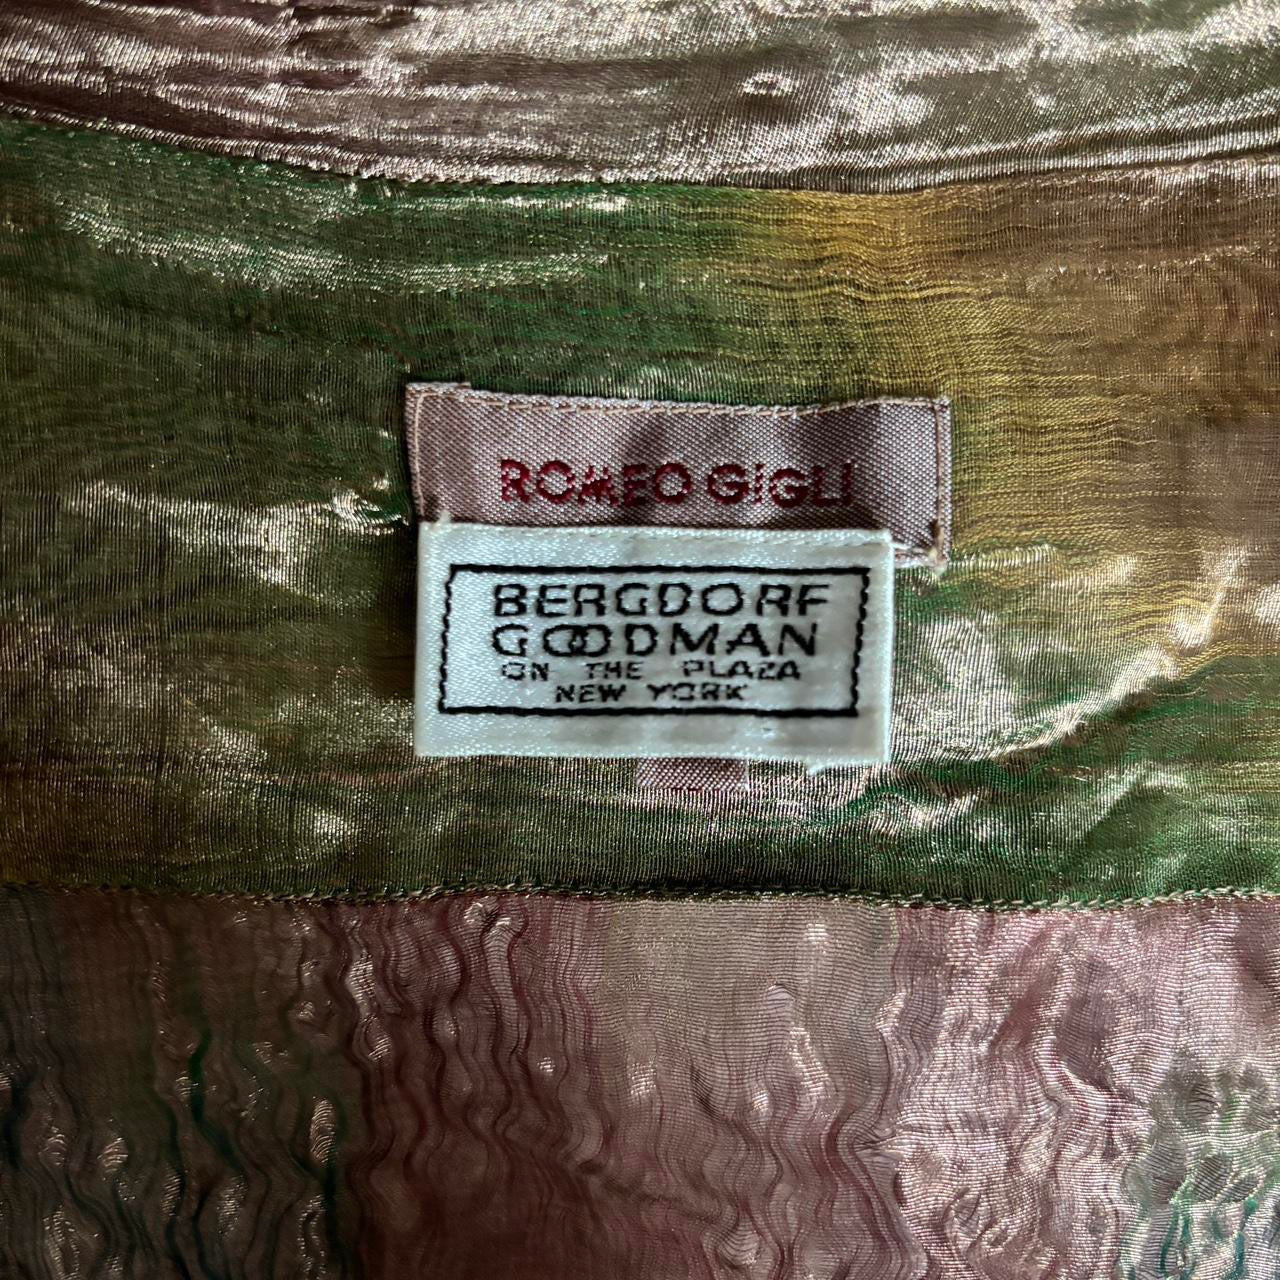 ROMEO GiGLI
BERGDORF
GOODMAN
ON THE PLAZA
NEW YORK